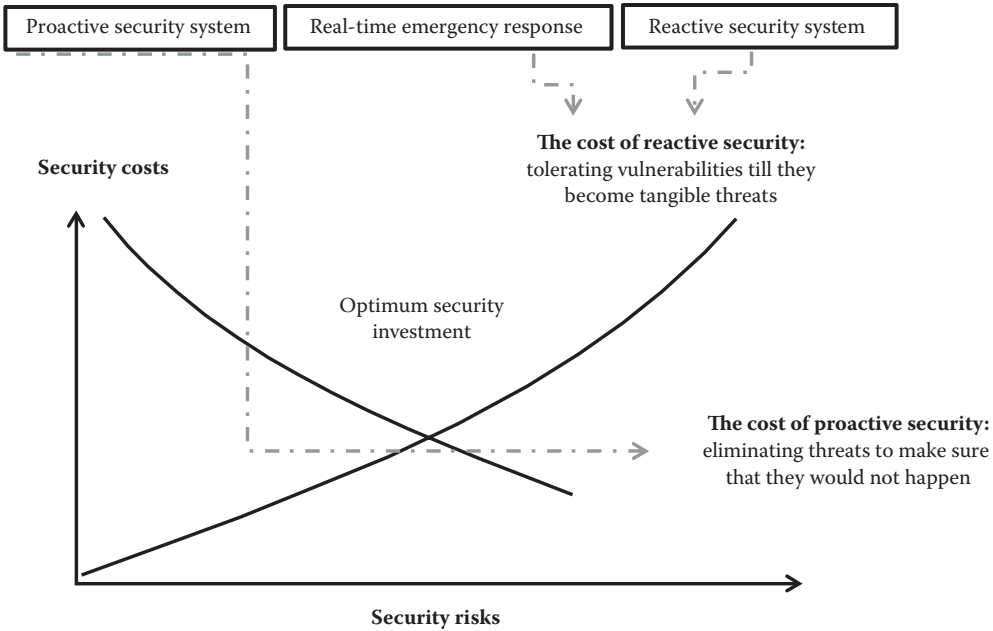 Proactive security system
Real-time emergency response
Reactive security system
The cost of reactive security:
tolerating vulnerabilities till they
become tangible threats
Security costs
Optimum security
investment
The cost of proactive security:
eliminating threats to make sure
that they would not happen
Security risks